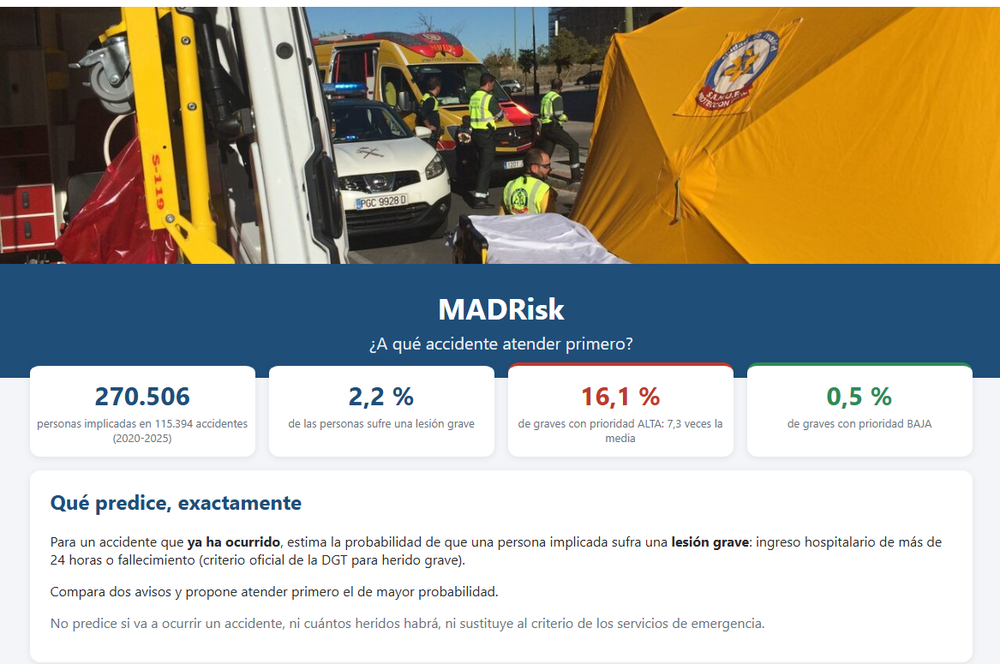 S-119
PGC 9928 D
MADRisk
¿A qué accidente atender primero?
270.506
personas implicadas en 115.394 accidentes
(2020-2025)
2,2 %
de las personas sufre una lesión grave
16,1 %
de graves con prioridad ALTA: 7,3 veces la
media
0,5 %
de graves con prioridad BAJA
Qué predice, exactamente
Para un accidente que ya ha ocurrido, estima la probabilidad de que una persona implicada sufra una lesión grave: ingreso hospitalario de más de
24 horas o fallecimiento (criterio oficial de la DGT para herido grave).
Compara dos avisos y propone atender primero el de mayor probabilidad.
No predice si va a ocurrir un accidente, ni cuántos heridos habrá, ni sustituye al criterio de los servicios de emergencia.